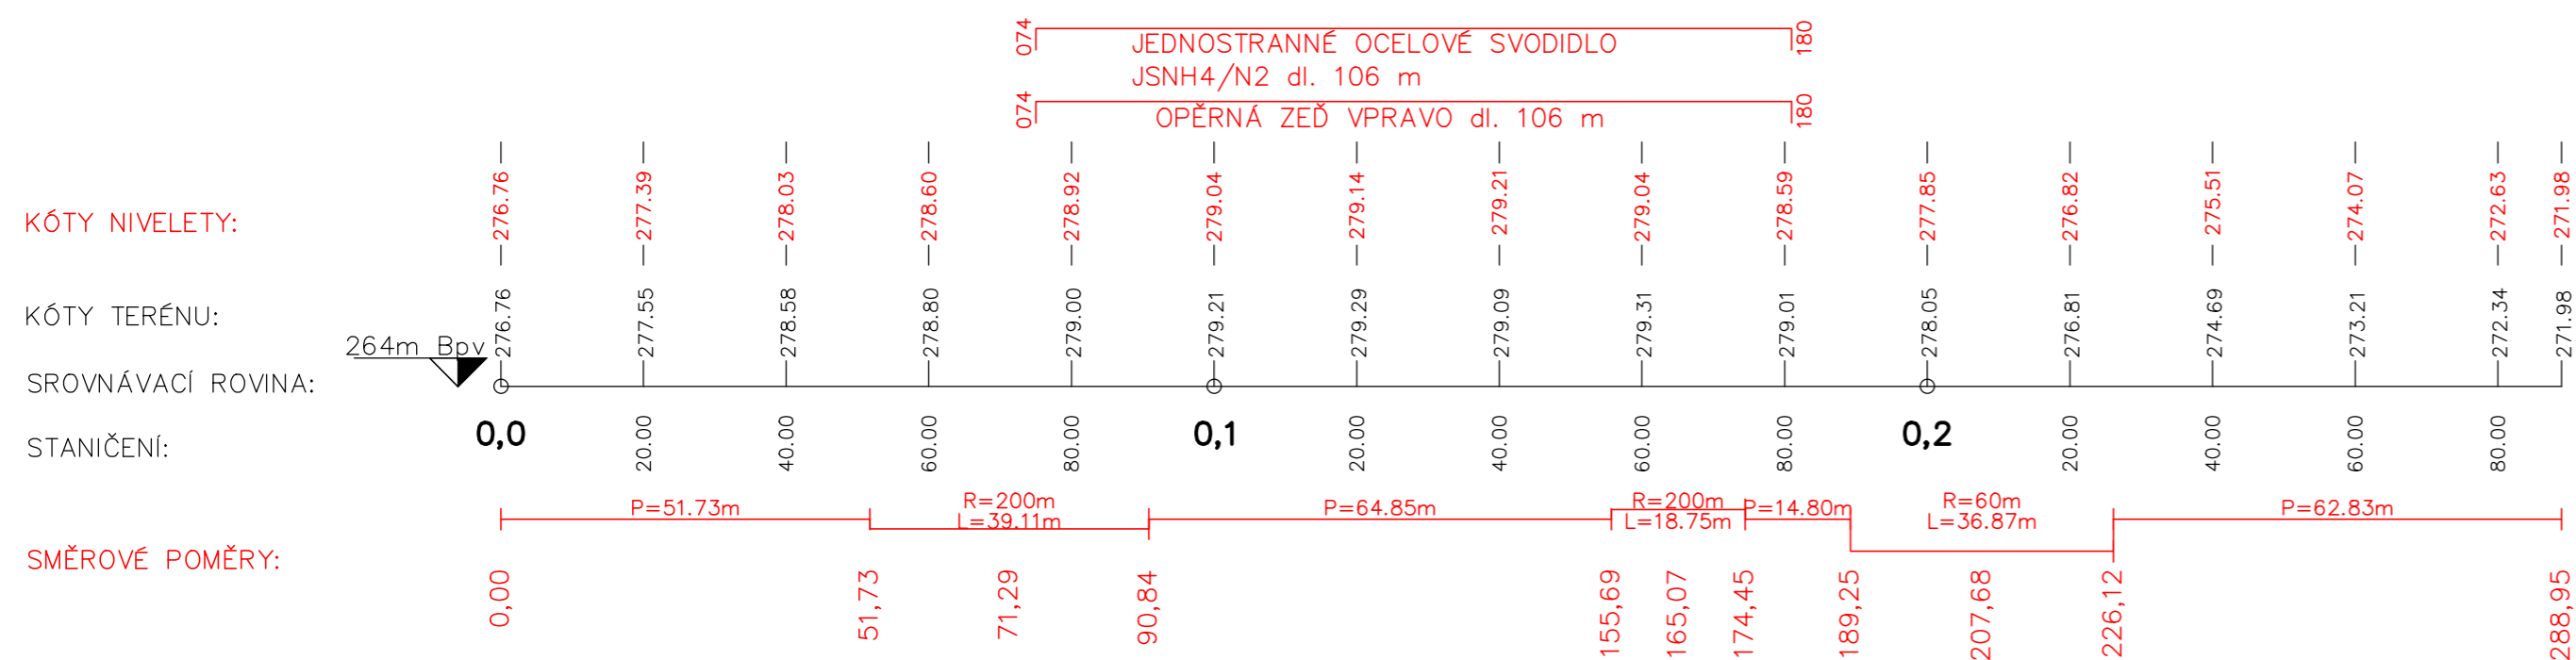 074 180
JEDNOSTRANNÉ OCELOVÉ SVODIDLO
JSNH4/N2 dl. 106 m
074 180
OPĚRNÁ ZEĎ VPRAVO dl. 106 m
KÓTY NIVELETY: 276.76 277.39 278.03 278.60 278.92 279.04 279.14 279.21 279.04 278.59 277.85 276.82 275.51 274.07 272.63 271.98
KÓTY TERÉNU: 276.76 277.55 278.58 278.80 279.00 279.21 279.29 279.09 279.31 279.01 278.05 276.81 274.69 273.21 272.34 271.98
264m Bpv
SROVNÁVACÍ ROVINA:
STANIČENÍ: 0,0 20.00 40.00 60.00 80.00 0,1 20.00 40.00 60.00 80.00 0,2 20.00 40.00 60.00 80.00
P=51.73m R=200m P=64.85m R=200m P=14.80m R=60m P=62.83m
L=39.11m L=18.75m L=36.87m
SMĚROVÉ POMĚRY:
0,00 51,73 71,29 90,84 155,69 165,07 174,45 189,25 207,68 226,12 288,95